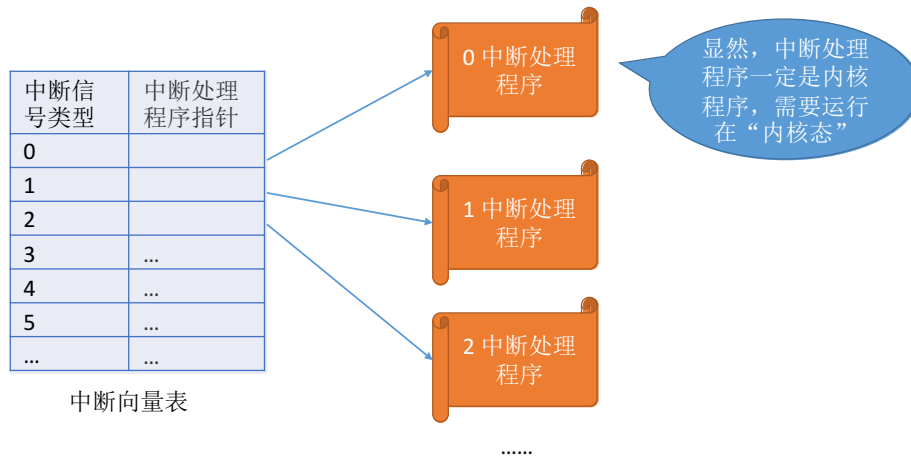 0 中断处理
程序
显然，中断处理
程序一定是内核
程序，需要运行
在“内核态”
中断信
号类型
中断处理
程序指针
0
1
2
3
…
4
…
5
…
…
…
1 中断处理
程序
2 中断处理
程序
中断向量表
……